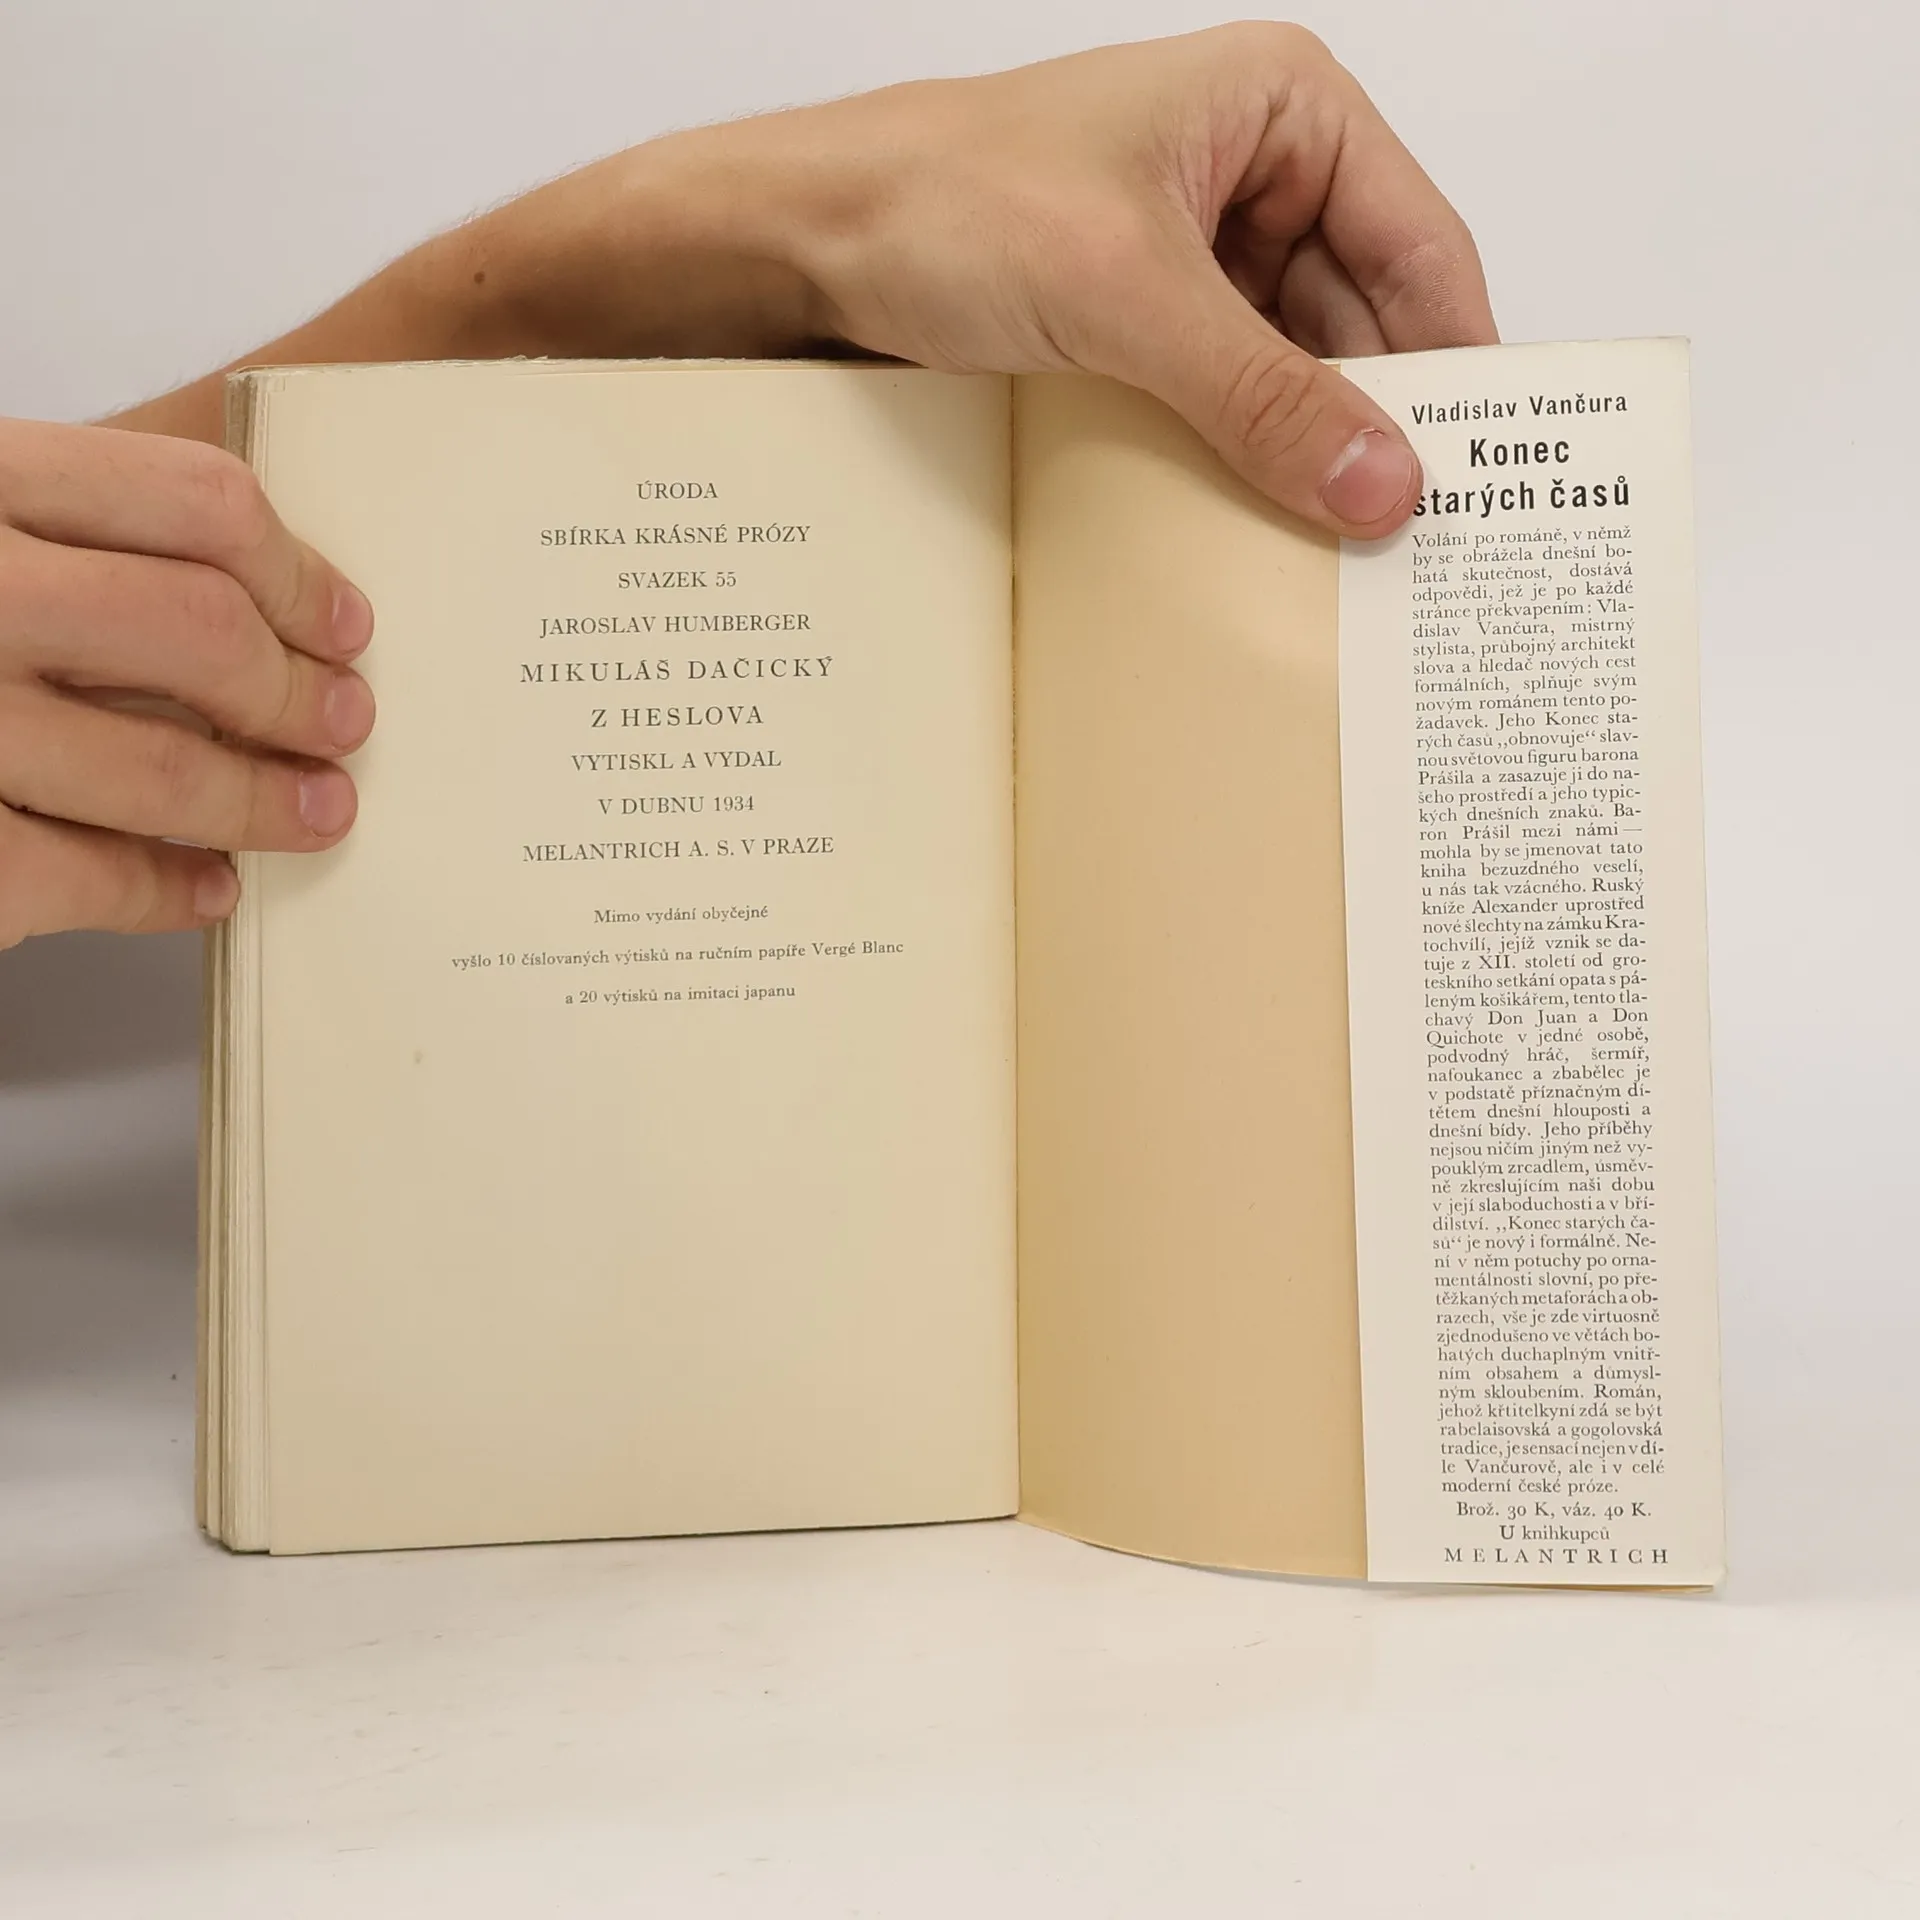 ÚRODA
SBÍRKA KRÁSNÉ PRÓZY
SVAZEK 55
JAROSLAV HUMBERGER
MIKULÁŠ DAČICKÝ
Z HESLOVA
VYTISKL A VYDAL
V DUBNU 1934
MELANTRICH A. S. V PRAZE
Mimo vydání obyčejné
vyšlo 10 číslovaných výtisků na ručním papíře Vergé Blanc
a 20 výtisků na imitaci japanu
Vladislav Vančura
Konec
starých časů
Volání po románě, v němž
by se obrážela dnešní bo-
hatá skutečnost, dostává
odpovědi, jež je po každé
stránce překvapením: Vla-
dislav Vančura, mistrný
stylista, průbojný architekt
slova a hledač nových cest
formálních, splňuje svým
novým románem tento po-
žadavek. Jeho Konec sta-
rých časů „obnovuje“ slav-
nou světovou figuru barona
Prášila a zasazuje ji do na-
šeho prostředí a jeho typic-
kých dnešních znaků. Ba-
ron Prášil mezi námi —
mohla by se jmenovat tato
kniha bezuzdného veselí,
u nás tak vzácného. Ruský
kníže Alexander uprostřed
nové šlechty na zámku Kra-
tochvílí, jejíž vznik se da-
tuje z XII. století od gro-
teskního setkání opata s pá-
leným košikářem, tento tla-
chavý Don Juan a Don
Quichote v jedné osobě,
podvodný hráč, šermíř,
nafoukanec a zbabělec je
v podstatě příznačným dí-
tětem dnešní hlouposti a
dnešní bídy. Jeho příběhy
nejsou ničím jiným než vy-
pouklým zrcadlem, úsměv-
ně zkreslujícím naši dobu
v její slaboduchosti a v bří-
dilství. „Konec starých ča-
sů“ je nový i formálně. Ne-
ní v něm potuchy po orna-
mentálnosti slovní, po pře-
těžkaných metaforách a ob-
razech, vše je zde virtuosně
zjednodušeno ve větách bo-
hatých duchaplným vnitř-
ním obsahem a důmysl-
ným skloubením. Román,
jehož křtitelkyní zdá se být
rabelaisovská a gogolovská
tradice, je sensací nejen v dí-
le Vančurově, ale i v celé
moderní české próze.
Brož. 30 K, váz. 40 K.
U knihkupců
MELANTRICH